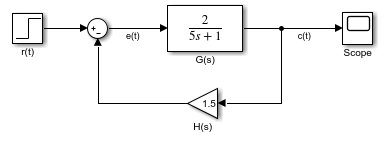 2
5s + 1
+
-
r(t)
e(t)
G(s)
c(t)
Scope
1.5
H(s)